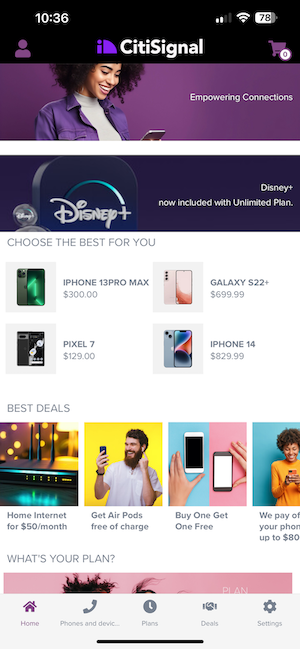 10:36
78
CitiSignal
0
Empowering Connections
Disney+
Disney+
Disney+
now included with Unlimited Plan.
CHOOSE THE BEST FOR YOU
IPHONE 13PRO MAX
$300.00
GALAXY S22+
$699.99
PIXEL 7
$129.00
IPHONE 14
$829.99
BEST DEALS
Home Internet
for $50/month
Get Air Pods
free of charge
Buy One Get
One Free
We pay of
your phon
up to $80
WHAT'S YOUR PLAN?
PLAN
Home
Phones and devic...
Plans
Deals
Settings